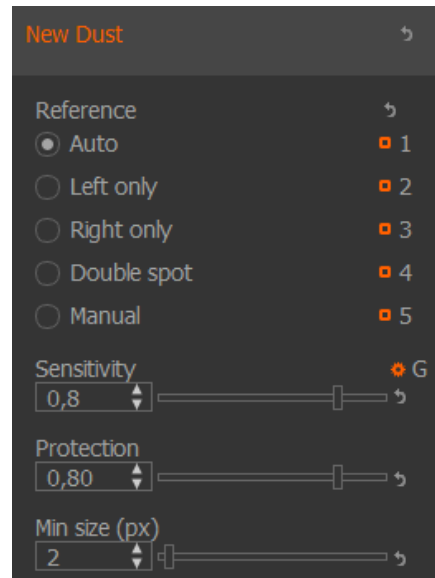 New Dust
Reference
Auto 1
Left only 2
Right only 3
Double spot 4
Manual 5
Sensitivity G
0,8
Protection
0,80
Min size (px)
2